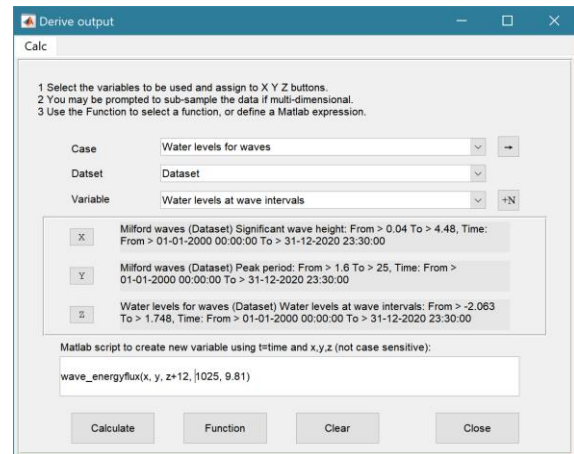 Derive output
Calc
1 Select the variables to be used and assign to X Y Z buttons.
2 You may be prompted to sub-sample the data if multi-dimensional.
3 Use the Function to select a function, or define a Matlab expression.
Case Water levels for waves →
Datset Dataset
Variable Water levels at wave intervals +N
X Milford waves (Dataset) Significant wave height: From > 0.04 To > 4.48, Time:
From > 01-01-2000 00:00:00 To > 31-12-2020 23:30:00
Y Milford waves (Dataset) Peak period: From > 1.6 To > 25, Time: From >
01-01-2000 00:00:00 To > 31-12-2020 23:30:00
Z Water levels for waves (Dataset) Water levels at wave intervals: From > -2.063
To > 1.748, Time: From > 01-01-2000 00:00:00 To > 31-12-2020 23:30:00
Matlab script to create new variable using t=time and x,y,z (not case sensitive):
wave_energyflux(x, y, z+12, 1025, 9.81)
Calculate Function Clear Close